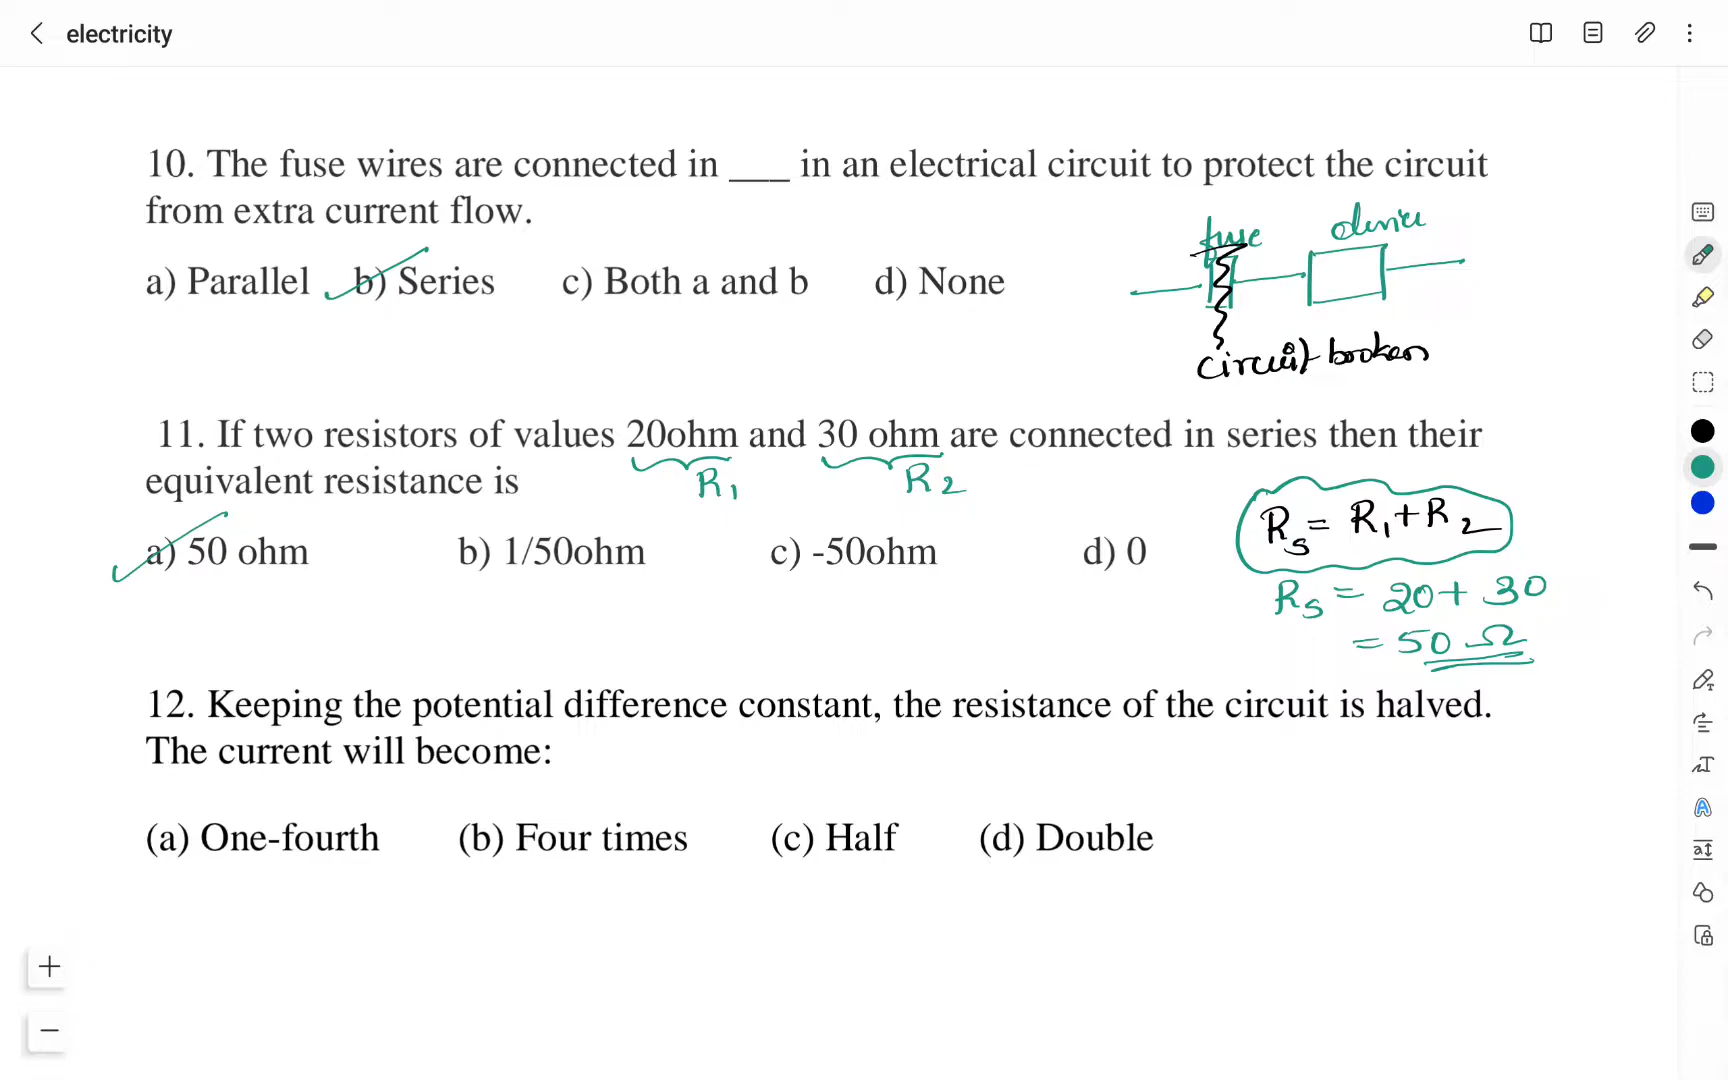 electricity
10. The fuse wires are connected in ___ in an electrical circuit to protect the circuit
from extra current flow.
fuse device
a) Parallel b) Series c) Both a and b d) None
circuit broken
11. If two resistors of values 20ohm and 30 ohm are connected in series then their
equivalent resistance is
R₁ R₂
Rs = R₁ + R₂
a) 50 ohm b) 1/50ohm c) -50ohm d) 0
Rs = 20 + 30
= 50 Ω
12. Keeping the potential difference constant, the resistance of the circuit is halved.
The current will become:
(a) One-fourth (b) Four times (c) Half (d) Double